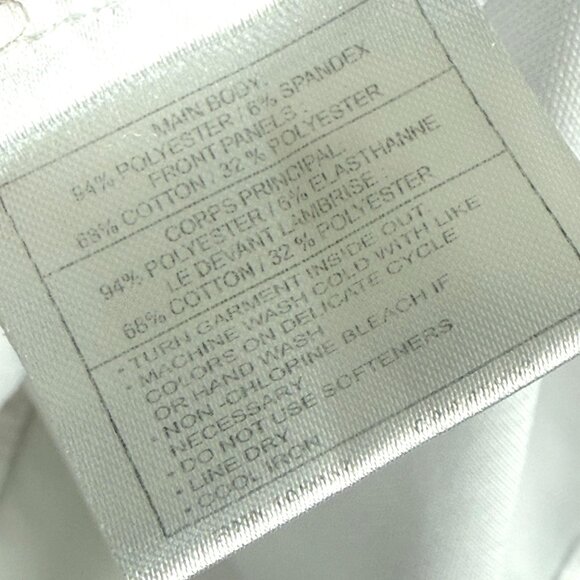 MAIN BODY:
94% POLYESTER / 6% SPANDEX
FRONT PANELS:
68% COTTON / 32% POLYESTER
CORPS PRINCIPAL
94% POLYESTER / 6% ELASTHANNE
LE DEVANT LAMBRISE:
68% COTTON / 32% POLYESTER
• TURN GARMENT INSIDE OUT
• MACHINE WASH COLD WITH LIKE
COLORS ON DELICATE CYCLE
OR HAND WASH
• NON-CHLORINE BLEACH IF
NECESSARY
• DO NOT USE SOFTENERS
• LINE DRY
• COOL IRON